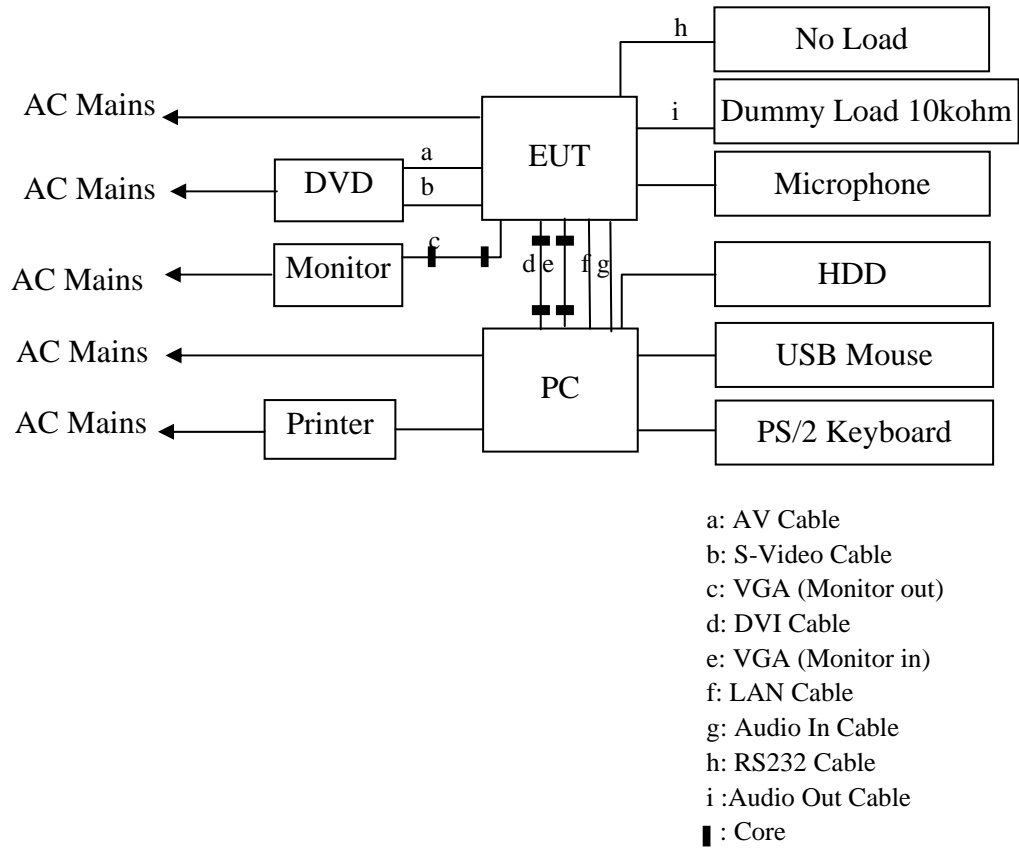 h
No Load
AC Mains
i
Dummy Load 10kohm
EUT
a
AC Mains
DVD
b
Microphone
c
Monitor
d e f g
HDD
AC Mains
AC Mains
USB Mouse
PC
AC Mains
Printer
PS/2 Keyboard
a: AV Cable
b: S-Video Cable
c: VGA (Monitor out)
d: DVI Cable
e: VGA (Monitor in)
f: LAN Cable
g: Audio In Cable
h: RS232 Cable
i :Audio Out Cable
: Core